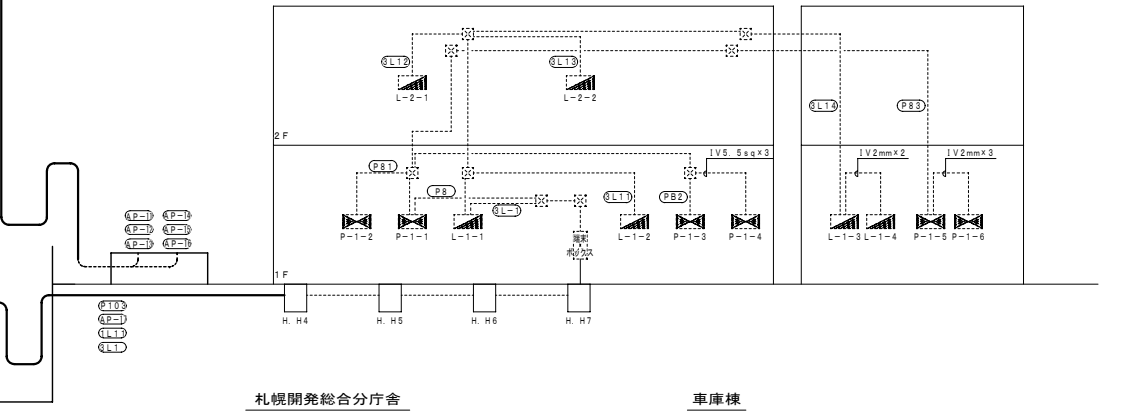 3L12
L-2-1
3L13
L-2-2
3L14
P83
2F
P81
P8
3L-1
3L11
PB2
IV5.5sq×3
IV2mm×2
IV2mm×3
P-1-2
P-1-1
L-1-1
L-1-2
P-1-3
P-1-4
L-1-3
L-1-4
P-1-5
P-1-6
端末
ボックス
AP-11
AP-14
AP-12
AP-15
AP-13
AP-16
1F
P103
AP-1
1L11
3L1
H.H4
H.H5
H.H6
H.H7
札幌開発総合分庁舎
車庫棟